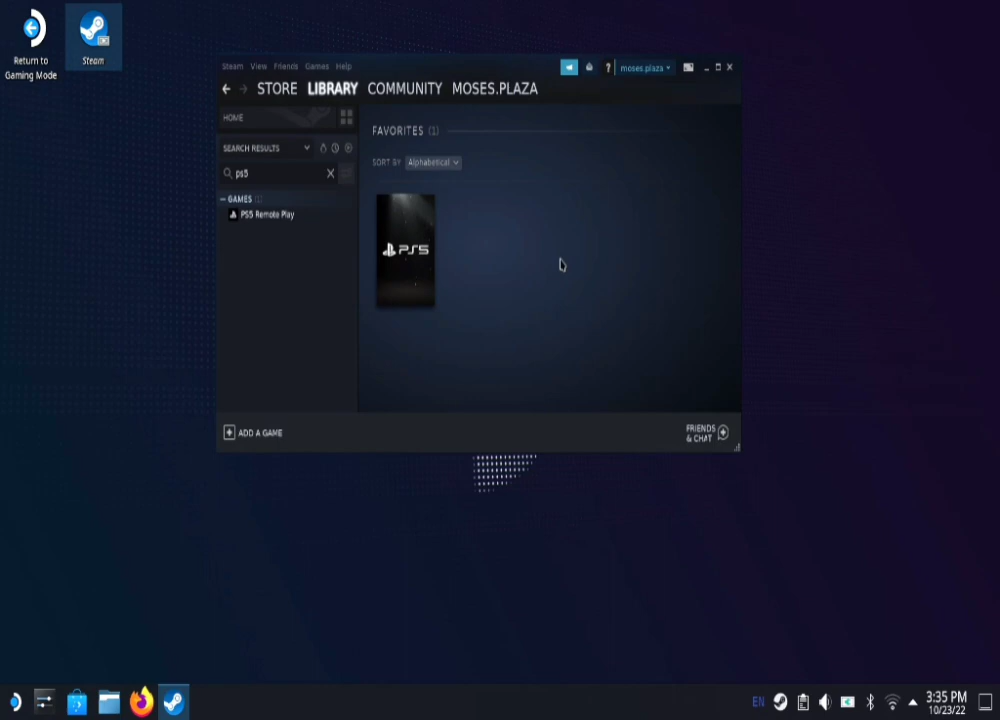 Return to
Gaming Mode
Steam
Steam View Friends Games Help
moses.plaza
STORE LIBRARY COMMUNITY MOSES.PLAZA
HOME
SEARCH RESULTS
ps5
GAMES (1)
PS5 Remote Play
FAVORITES (1)
SORT BY Alphabetical
PS5
ADD A GAME
FRIENDS
& CHAT
EN
3:35 PM
10/23/22